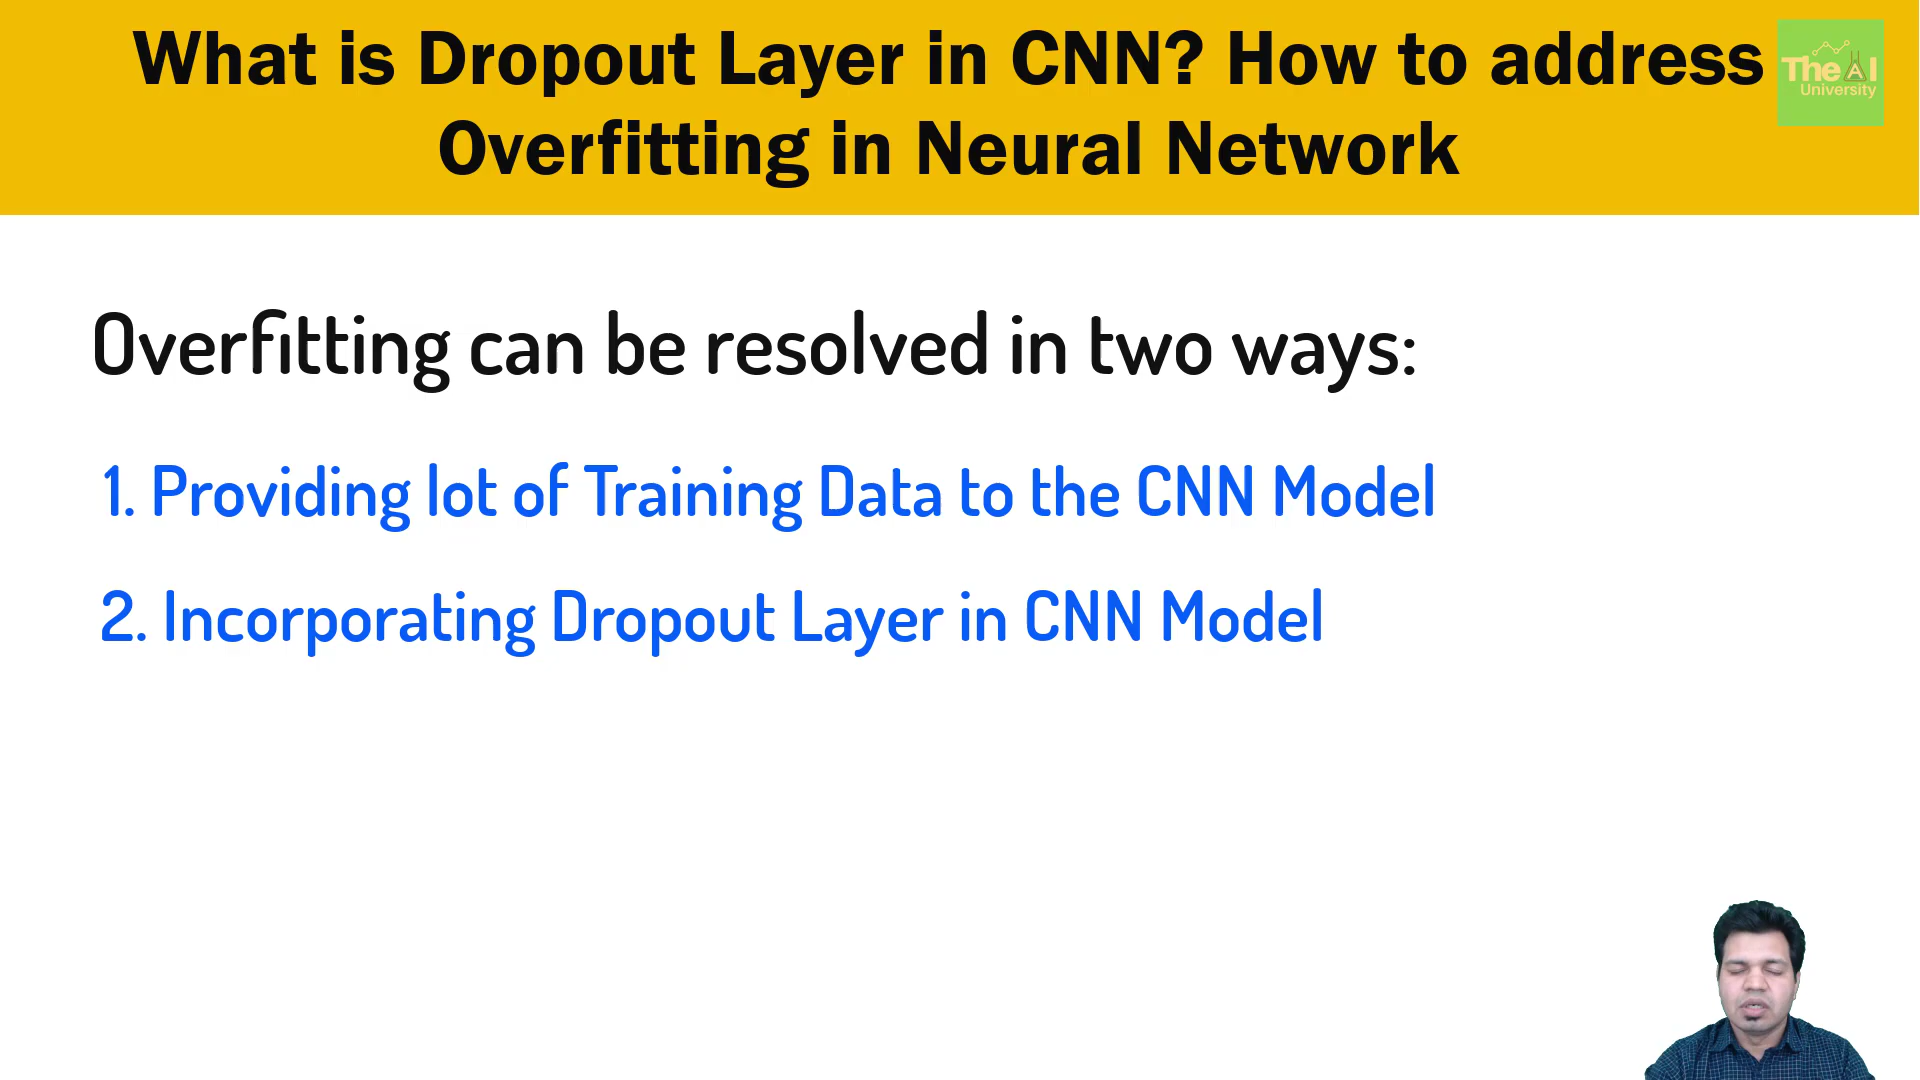 What is Dropout Layer in CNN? How to address
Overfitting in Neural Network
The AI
University
Overfitting can be resolved in two ways:
1. Providing lot of Training Data to the CNN Model
2. Incorporating Dropout Layer in CNN Model